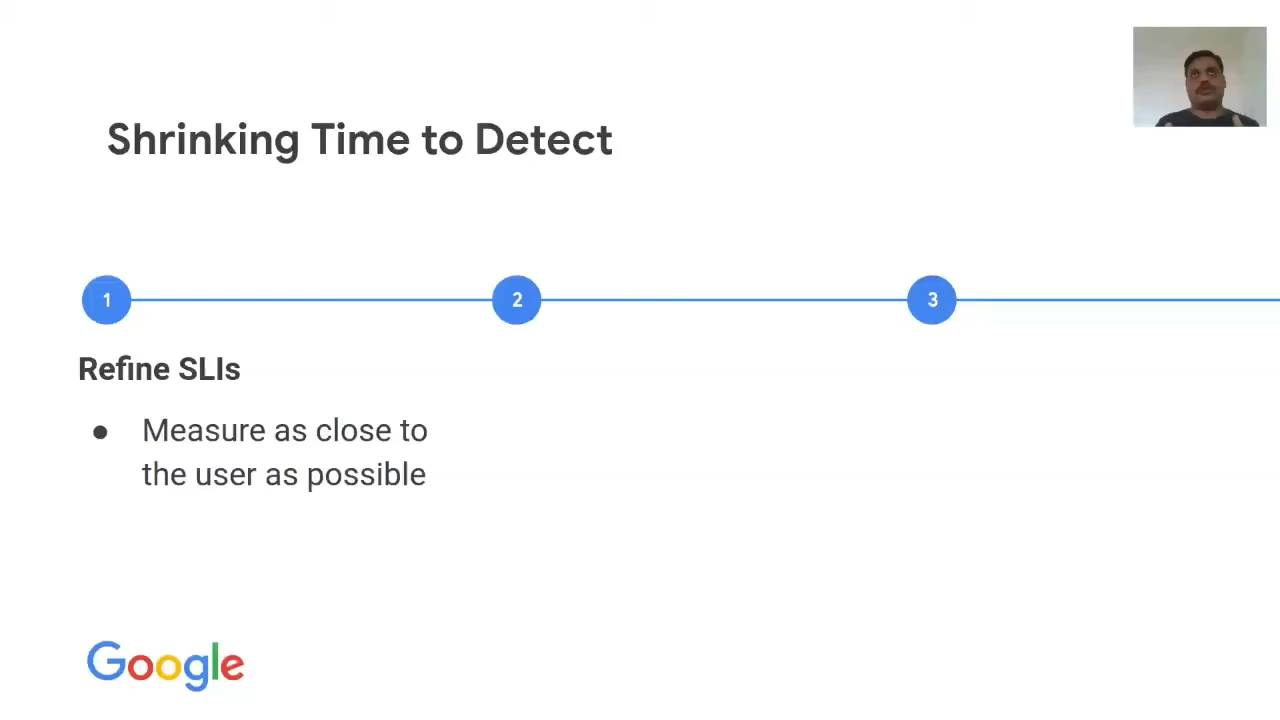 Shrinking Time to Detect
1
2
3
Refine SLIs
● Measure as close to
the user as possible
Google